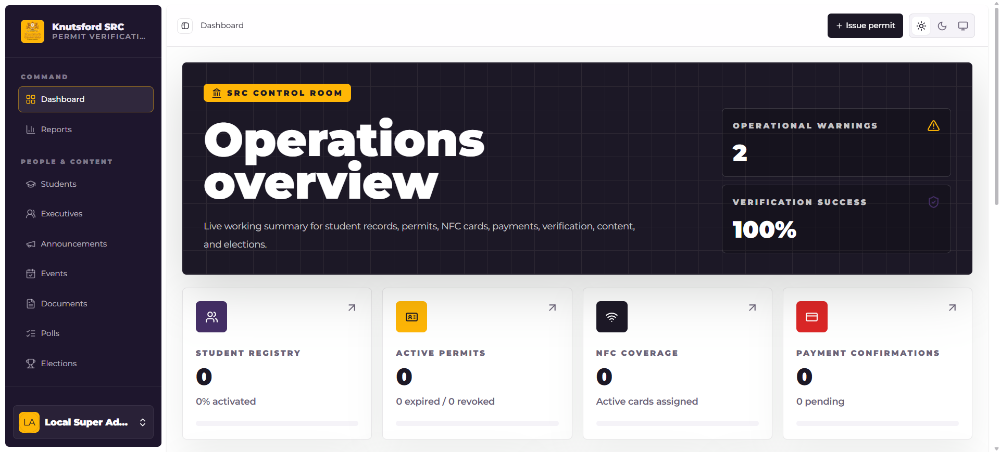 Knutsford SRC
PERMIT VERIFICATI...
COMMAND
Dashboard
Reports
PEOPLE & CONTENT
Students
Executives
Announcements
Events
Documents
Polls
Elections
LA
Local Super Ad...
Dashboard
+ Issue permit
SRC CONTROL ROOM
Operations
overview
Live working summary for student records, permits, NFC cards, payments, verification, content,
and elections.
OPERATIONAL WARNINGS
2
VERIFICATION SUCCESS
100%
STUDENT REGISTRY
0
0% activated
ACTIVE PERMITS
0
0 expired / 0 revoked
NFC COVERAGE
0
Active cards assigned
PAYMENT CONFIRMATIONS
0
0 pending